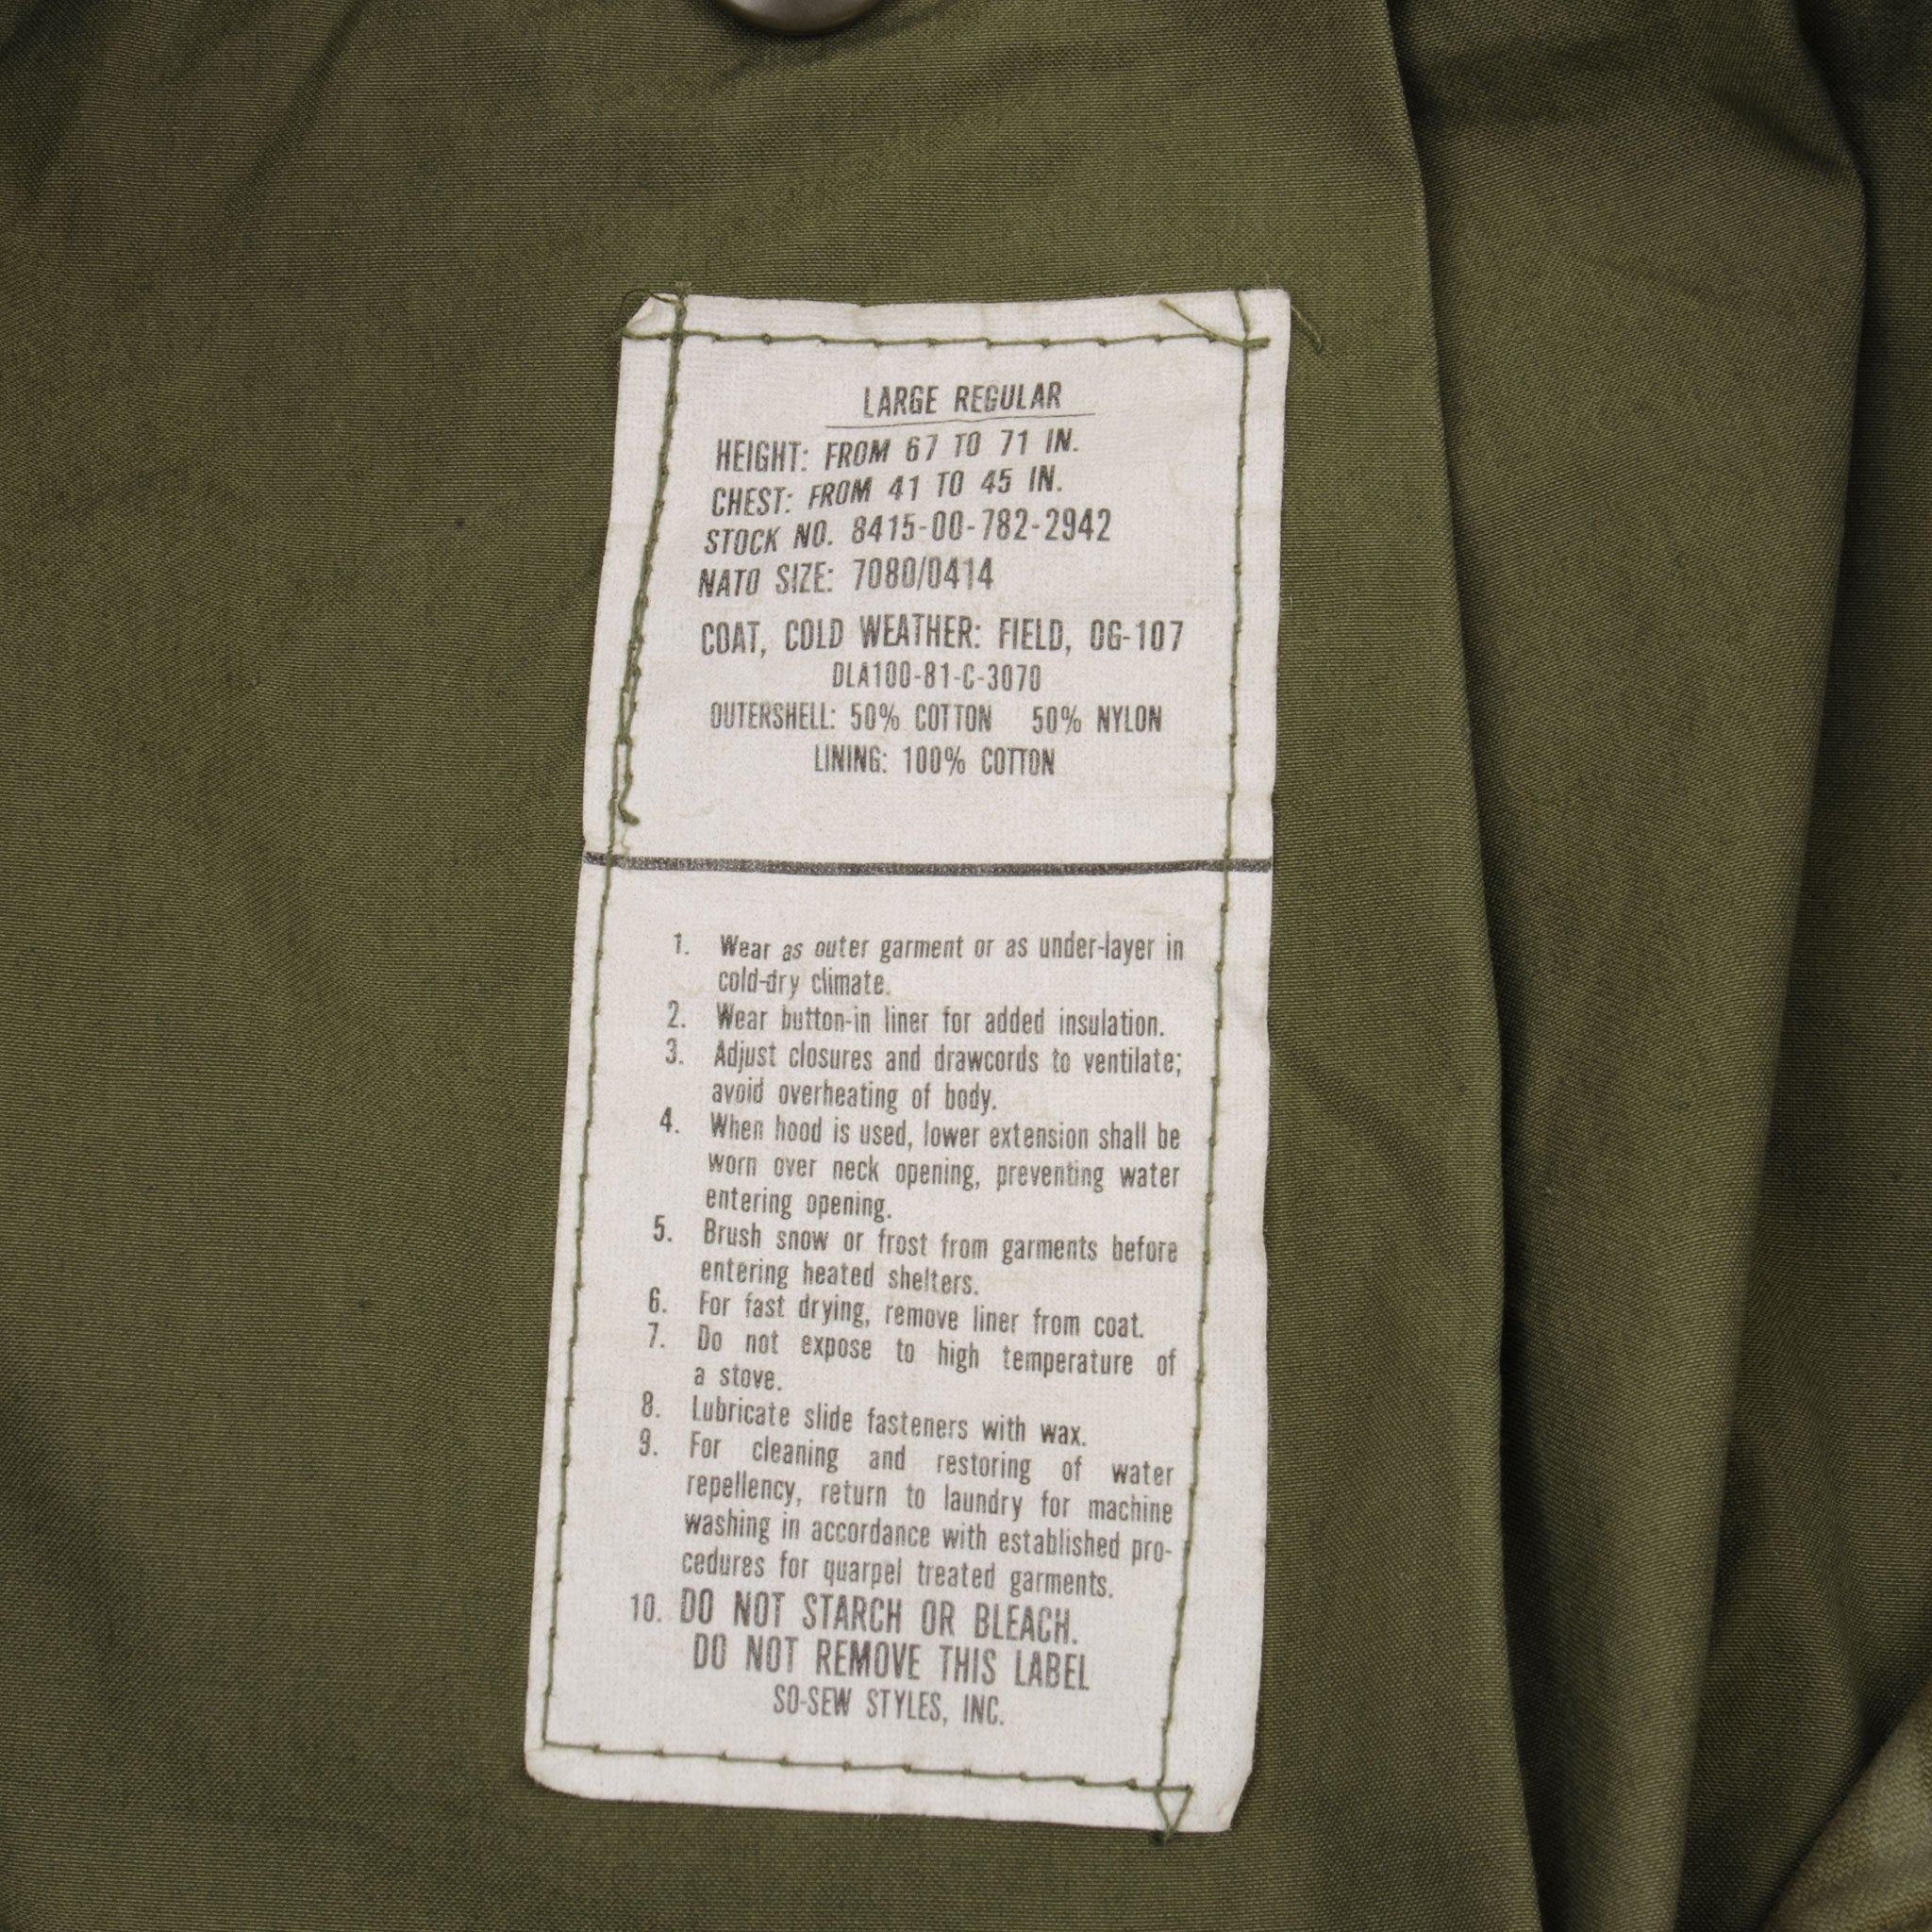 LARGE REGULAR
HEIGHT: FROM 67 TO 71 IN.
CHEST: FROM 41 TO 45 IN.
STOCK NO. 8415-00-782-2942
NATO SIZE: 7080/0414
COAT, COLD WEATHER: FIELD, OG-107
DLA100-81-C-3070
OUTERSHELL: 50% COTTON 50% NYLON
LINING: 100% COTTON
1. Wear as outer garment or as under-layer in
cold-dry climate.
2. Wear button-in liner for added insulation.
3. Adjust closures and drawcords to ventilate;
avoid overheating of body.
4. When hood is used, lower extension shall be
worn over neck opening, preventing water
entering opening.
5. Brush snow or frost from garments before
entering heated shelters.
6. For fast drying, remove liner from coat.
7. Do not expose to high temperature of
a stove.
8. Lubricate slide fasteners with wax.
9. For cleaning and restoring of water
repellency, return to laundry for machine
washing in accordance with established pro-
cedures for quarpel treated garments.
10. DO NOT STARCH OR BLEACH.
DO NOT REMOVE THIS LABEL
SO-SEW STYLES, INC.